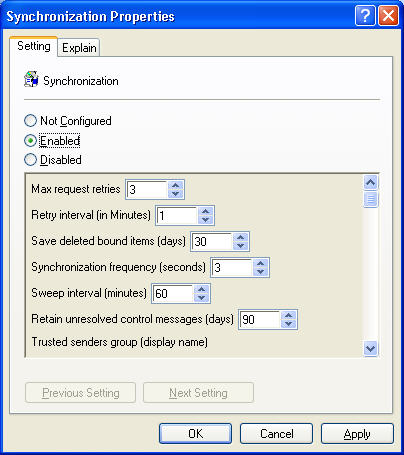 Synchronization Properties
Setting Explain
Synchronization
Not Configured
Enabled
Disabled
Max request retries 3
Retry interval (in Minutes) 1
Save deleted bound items (days) 30
Synchronization frequency (seconds) 3
Sweep interval (minutes) 60
Retain unresolved control messages (days) 90
Trusted senders group (display name)
Previous Setting Next Setting
OK Cancel Apply